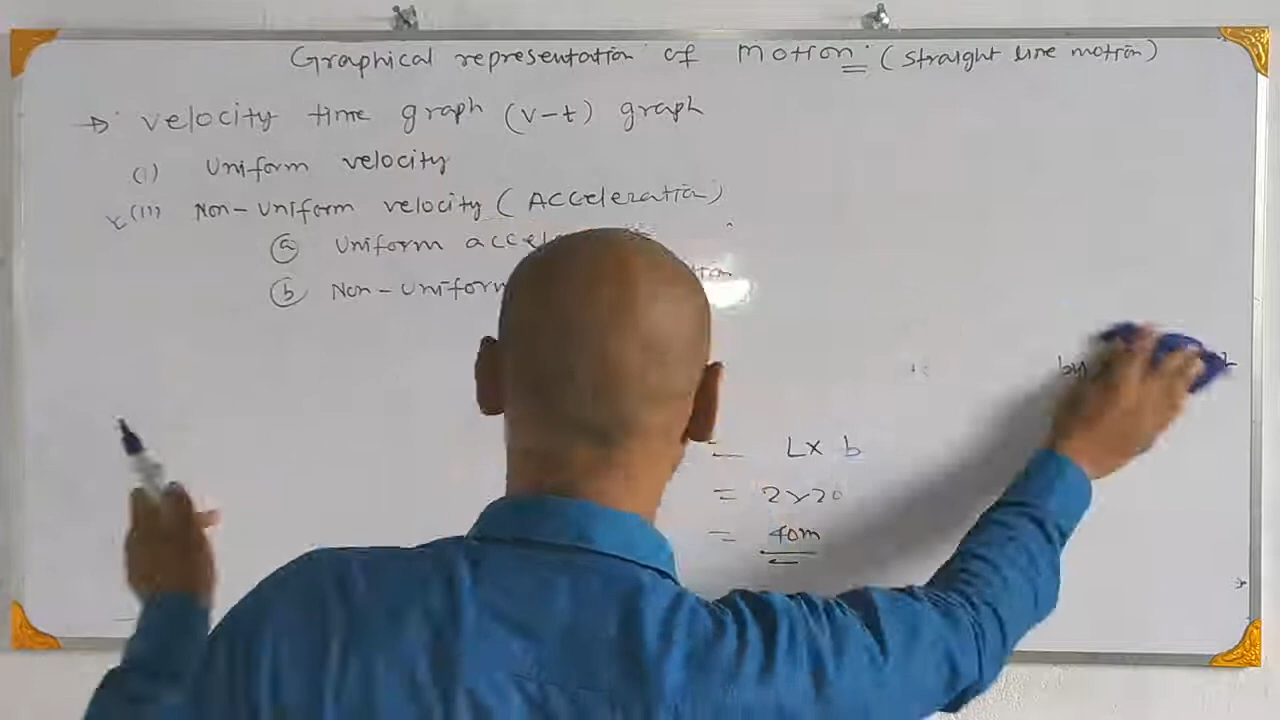 Graphical representation of Motion: (straight line motion)
→ velocity time graph (v-t) graph
(i) Uniform velocity
(ii) Non-Uniform velocity (Acceleration)
(a) Uniform
(b) Non-Uniform
= L x b
= 2x20
= 40m